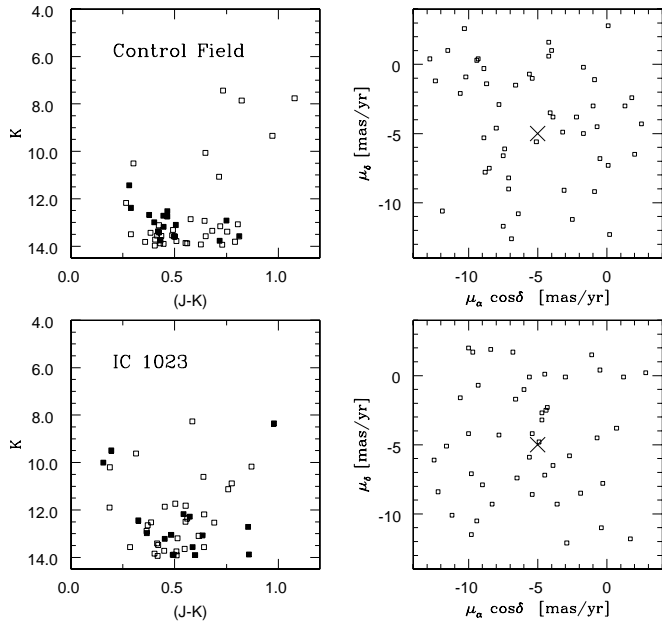 4.0
Control Field
6.0
8.0
K
10.0
12.0
14.0
0.0 0.5 1.0
(J-K)
0
μδ [mas/yr]
-5
-10
-10 -5 0
μα cosδ [mas/yr]
4.0
IC 1023
6.0
8.0
K
10.0
12.0
14.0
0.0 0.5 1.0
(J-K)
0
μδ [mas/yr]
-5
-10
-10 -5 0
μα cosδ [mas/yr]